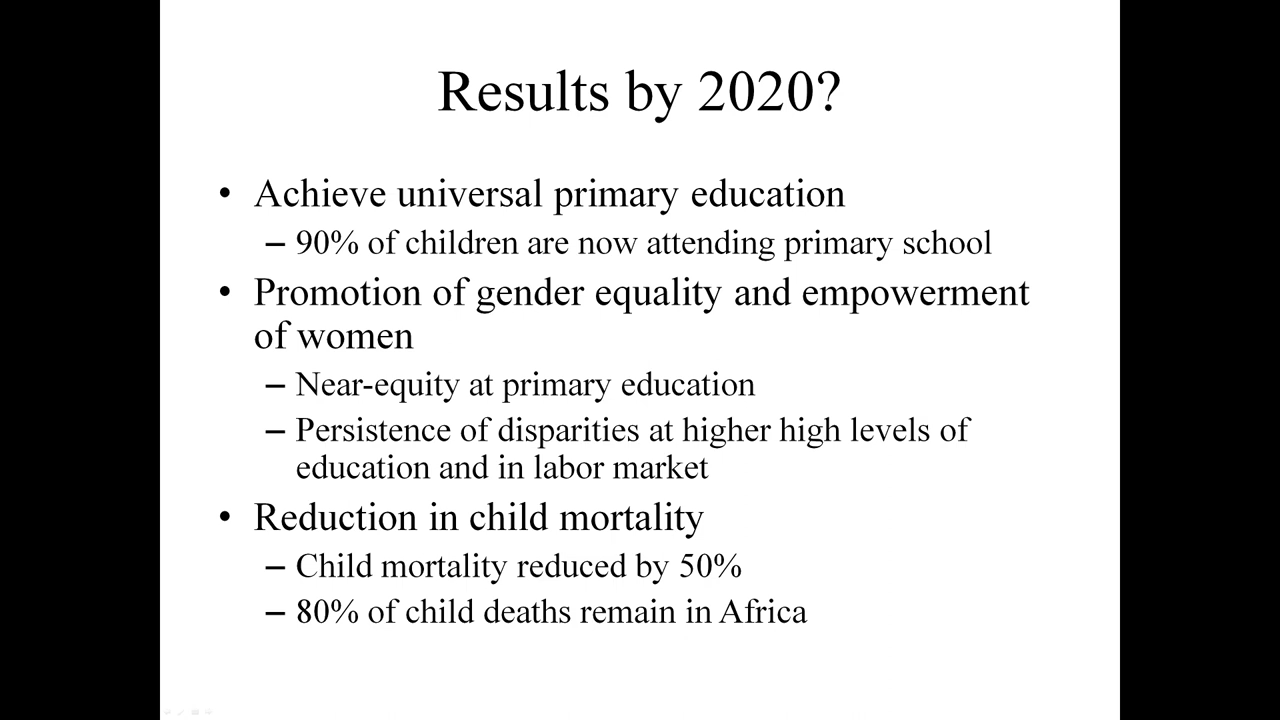 Results by 2020?
• Achieve universal primary education
– 90% of children are now attending primary school
• Promotion of gender equality and empowerment
of women
– Near-equity at primary education
– Persistence of disparities at higher high levels of
education and in labor market
• Reduction in child mortality
– Child mortality reduced by 50%
– 80% of child deaths remain in Africa